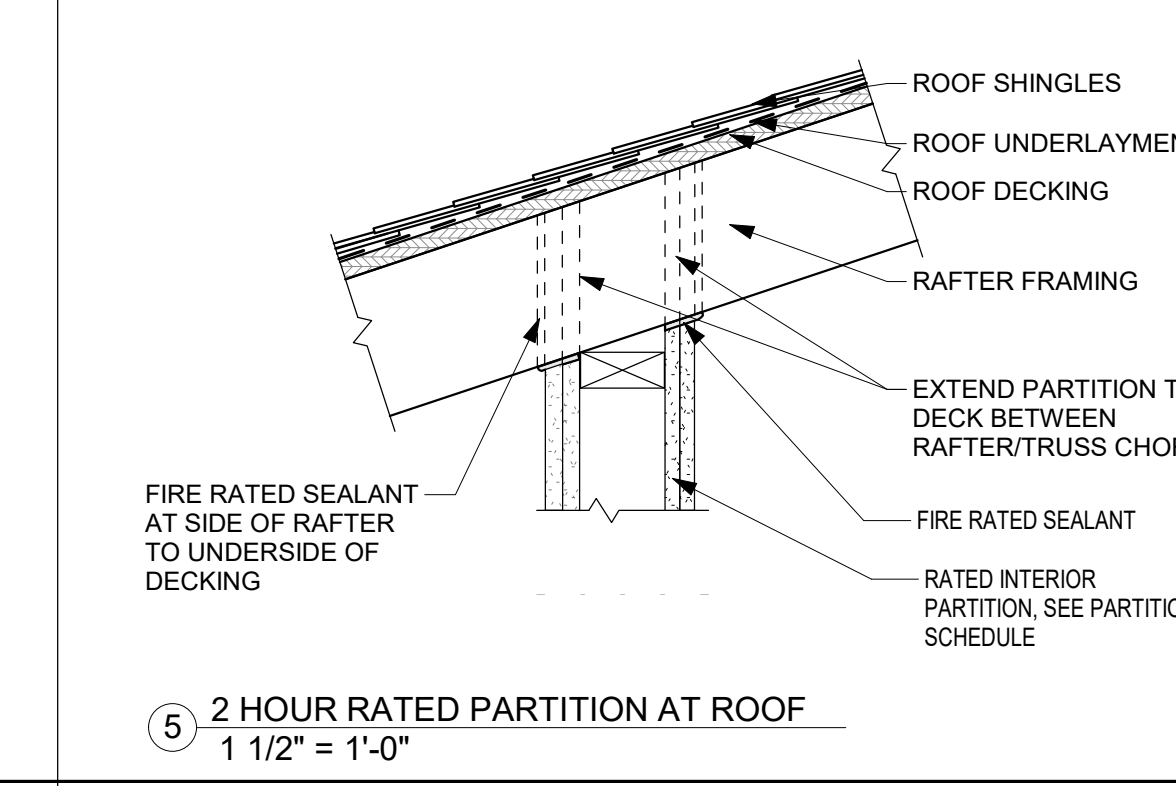 ROOF SHINGLES
ROOF UNDERLAYMEN
ROOF DECKING
RAFTER FRAMING
EXTEND PARTITION T
DECK BETWEEN
RAFTER/TRUSS CHO
FIRE RATED SEALANT
AT SIDE OF RAFTER
TO UNDERSIDE OF
DECKING
FIRE RATED SEALANT
RATED INTERIOR
PARTITION, SEE PARTITIO
SCHEDULE
5
2 HOUR RATED PARTITION AT ROOF
1 1/2" = 1'-0"